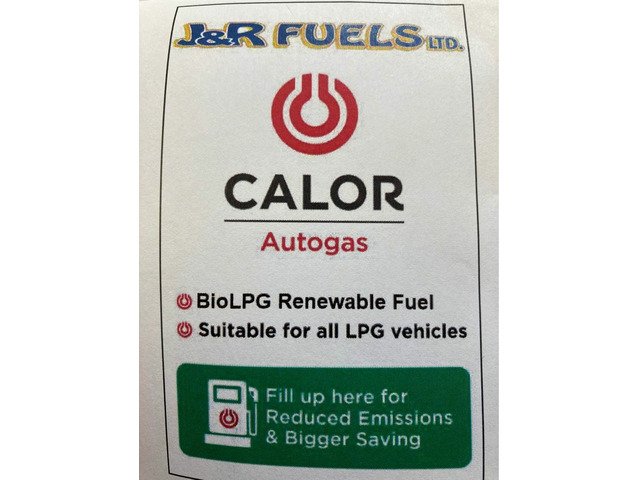 J&R FUELS LTD.
CALOR
Autogas
BioLPG Renewable Fuel
Suitable for all LPG vehicles
Fill up here for
Reduced Emissions
& Bigger Saving